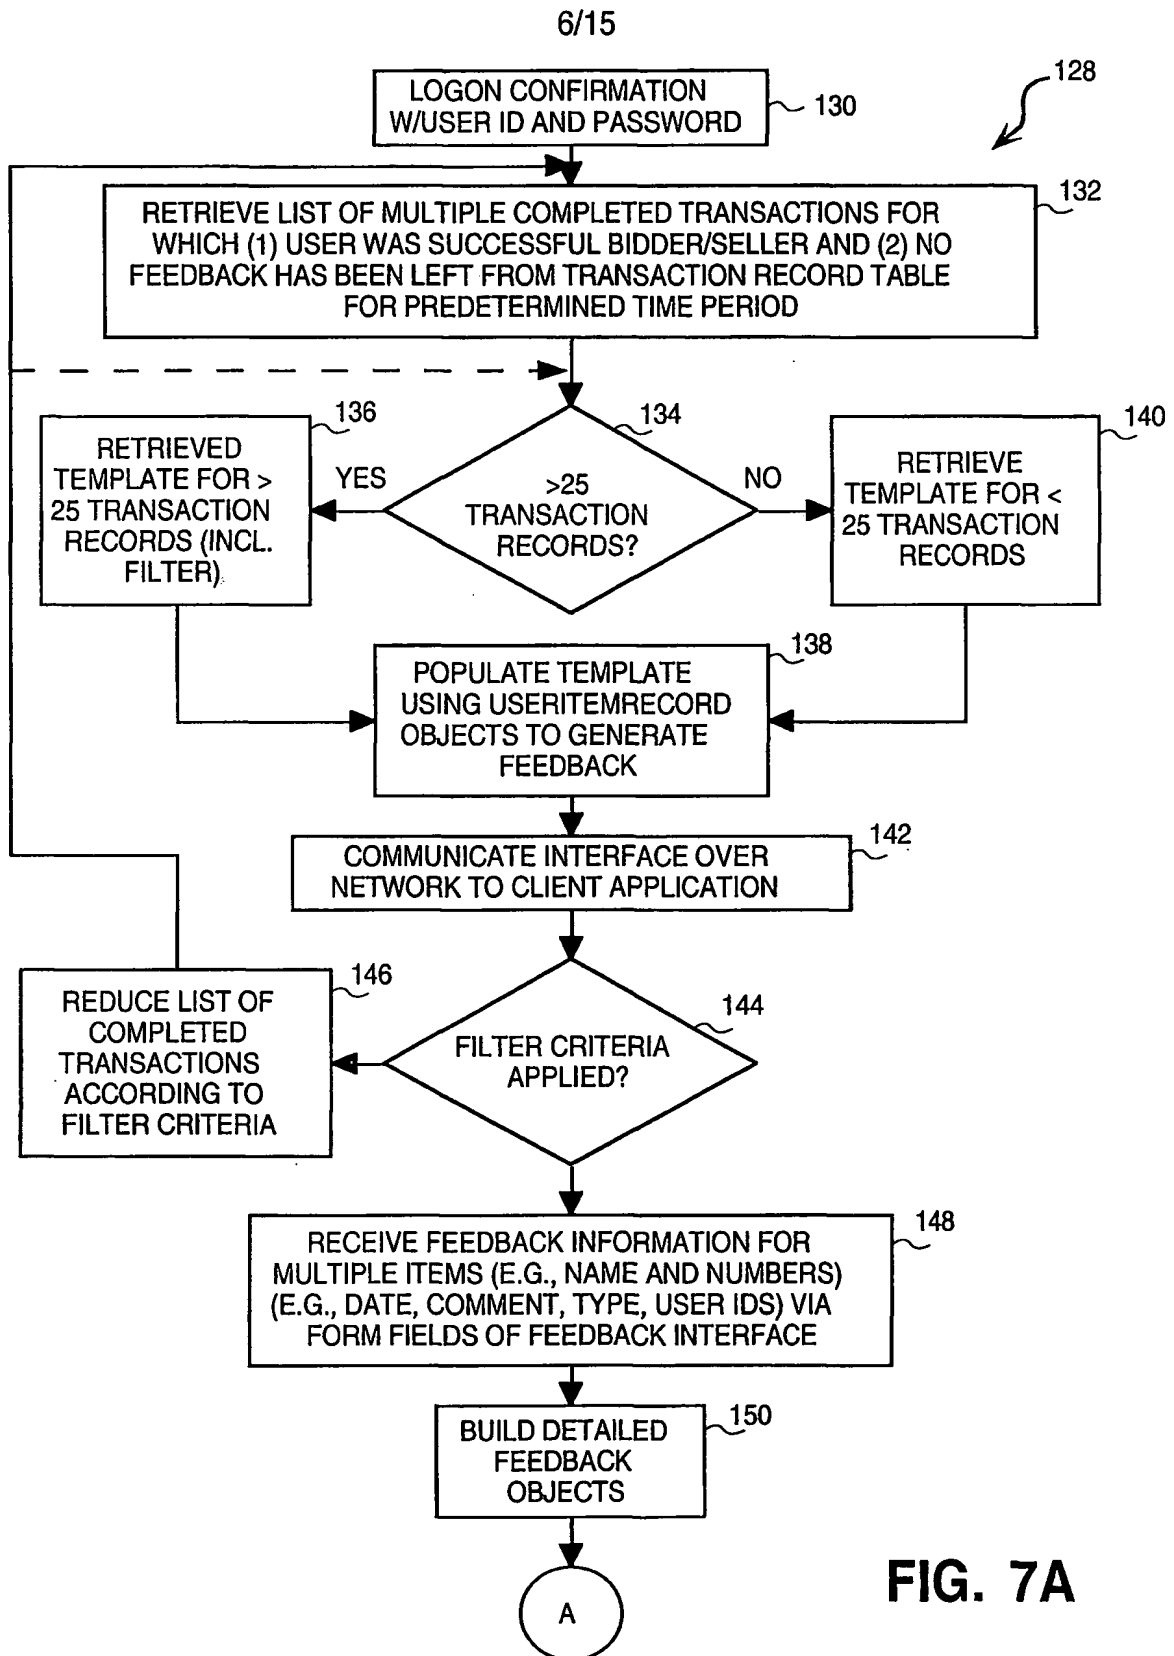 6/15
128
LOGON CONFIRMATION
W/USER ID AND PASSWORD
130
132
RETRIEVE LIST OF MULTIPLE COMPLETED TRANSACTIONS FOR
WHICH (1) USER WAS SUCCESSFUL BIDDER/SELLER AND (2) NO
FEEDBACK HAS BEEN LEFT FROM TRANSACTION RECORD TABLE
FOR PREDETERMINED TIME PERIOD
136
RETRIEVED
TEMPLATE FOR >
25 TRANSACTION
RECORDS (INCL.
FILTER)
YES
134
>25
TRANSACTION
RECORDS?
NO
140
RETRIEVE
TEMPLATE FOR <
25 TRANSACTION
RECORDS
138
POPULATE TEMPLATE
USING USERITEMRECORD
OBJECTS TO GENERATE
FEEDBACK
142
COMMUNICATE INTERFACE OVER
NETWORK TO CLIENT APPLICATION
146
REDUCE LIST OF
COMPLETED
TRANSACTIONS
ACCORDING TO
FILTER CRITERIA
144
FILTER CRITERIA
APPLIED?
148
RECEIVE FEEDBACK INFORMATION FOR
MULTIPLE ITEMS (E.G., NAME AND NUMBERS)
(E.G., DATE, COMMENT, TYPE, USER IDS) VIA
FORM FIELDS OF FEEDBACK INTERFACE
150
BUILD DETAILED
FEEDBACK
OBJECTS
A
FIG. 7A